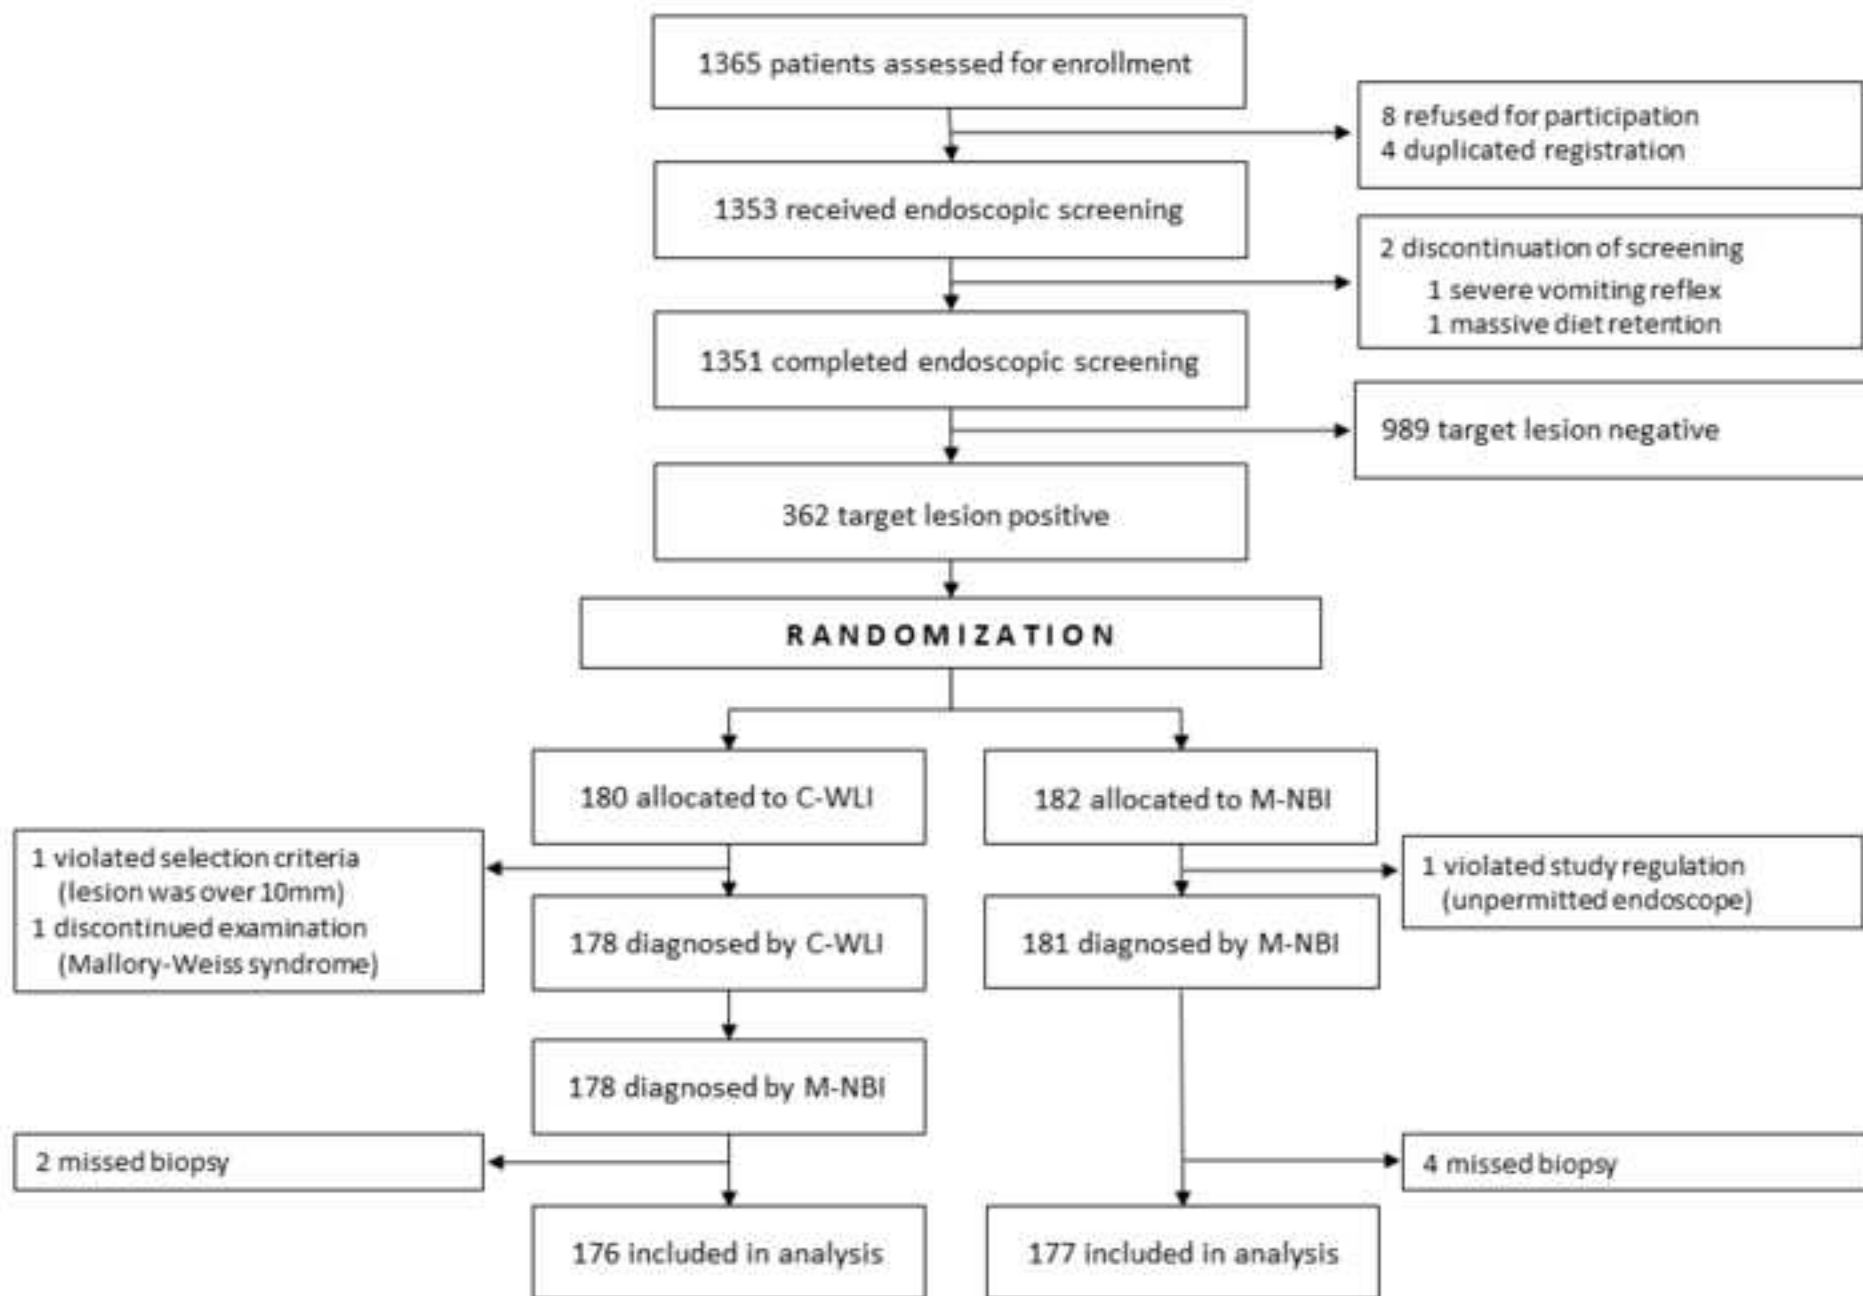 1365 patients assessed for enrollment
8 refused for participation
4 duplicated registration
1353 received endoscopic screening
2 discontinuation of screening
1 severe vomiting reflex
1 massive diet retention
1351 completed endoscopic screening
989 target lesion negative
362 target lesion positive
RANDOMIZATION
180 allocated to C-WLI
182 allocated to M-NBI
1 violated selection criteria
(lesion was over 10mm)
1 discontinued examination
(Mallory-Weiss syndrome)
1 violated study regulation
(unpermitted endoscope)
178 diagnosed by C-WLI
181 diagnosed by M-NBI
178 diagnosed by M-NBI
2 missed biopsy
4 missed biopsy
176 included in analysis
177 included in analysis